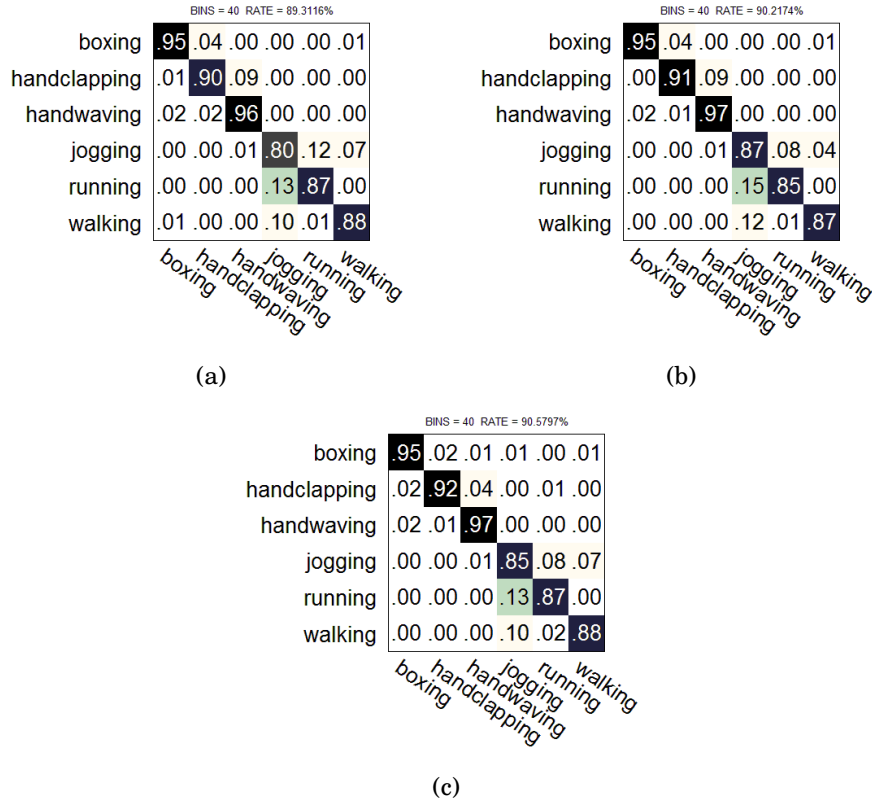 BINS = 40 RATE = 89.3116%
boxing .95 .04 .00 .00 .00 .01
handclapping .01 .90 .09 .00 .00 .00
handwaving .02 .02 .96 .00 .00 .00
jogging .00 .00 .01 .80 .12 .07
running .00 .00 .00 .13 .87 .00
walking .01 .00 .00 .10 .01 .88
boxing handclapping handwaving jogging running walking
(a)
BINS = 40 RATE = 90.2174%
boxing .95 .04 .00 .00 .00 .01
handclapping .00 .91 .09 .00 .00 .00
handwaving .02 .01 .97 .00 .00 .00
jogging .00 .00 .01 .87 .08 .04
running .00 .00 .00 .15 .85 .00
walking .00 .00 .00 .12 .01 .87
boxing handclapping handwaving jogging running walking
(b)
BINS = 40 RATE = 90.5797%
boxing .95 .02 .01 .01 .00 .01
handclapping .02 .92 .04 .00 .01 .00
handwaving .02 .01 .97 .00 .00 .00
jogging .00 .00 .01 .85 .08 .07
running .00 .00 .00 .13 .87 .00
walking .00 .00 .00 .10 .02 .88
boxing handclapping handwaving jogging running walking
(c)